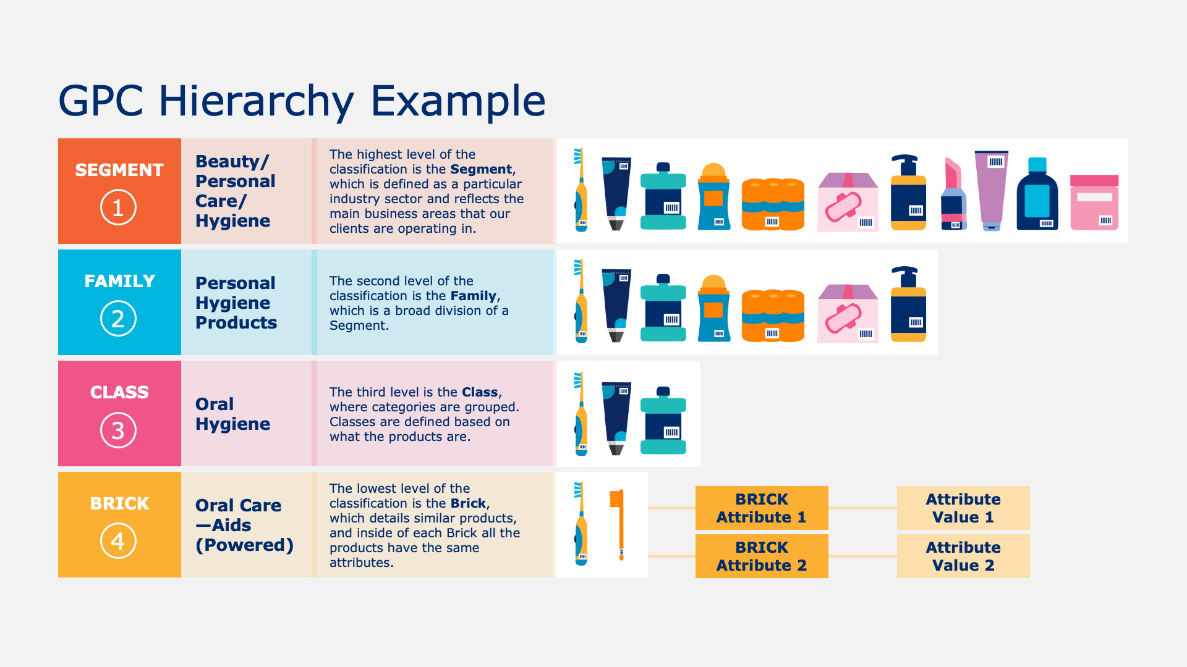 GPC Hierarchy Example
SEGMENT
1
Beauty/
Personal
Care/
Hygiene
The highest level of the
classification is the Segment,
which is defined as a particular
industry sector and reflects the
main business areas that our
clients are operating in.
FAMILY
2
Personal
Hygiene
Products
The second level of the
classification is the Family,
which is a broad division of a
Segment.
CLASS
3
Oral
Hygiene
The third level is the Class,
where categories are grouped.
Classes are defined based on
what the products are.
BRICK
4
Oral Care
—Aids
(Powered)
The lowest level of the
classification is the Brick,
which details similar products,
and inside of each Brick all the
products have the same
attributes.
BRICK
Attribute 1
Attribute
Value 1
BRICK
Attribute 2
Attribute
Value 2